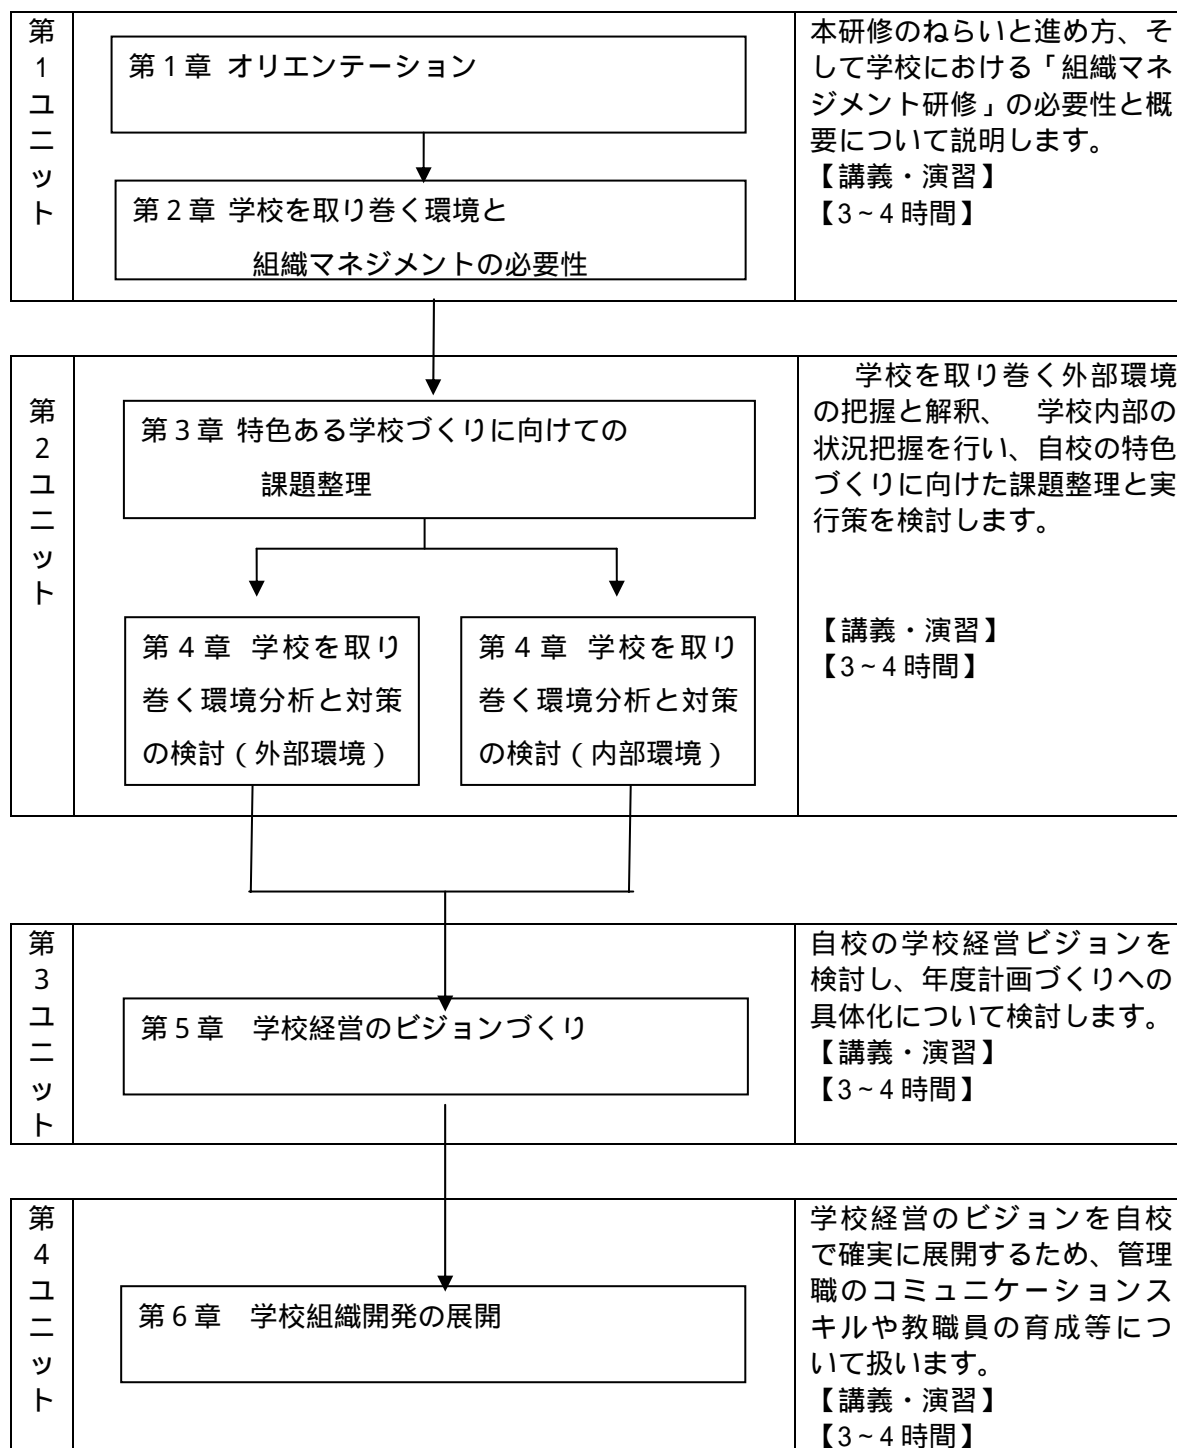 第
1
ユ
ニ
ッ
ト
第1章 オリエンテーション
第2章 学校を取り巻く環境と
組織マネジメントの必要性
本研修のねらいと進め方、そ
して学校における「組織マネ
ジメント研修」の必要性と概
要について説明します。
【講義・演習】
【3~4時間】
第
2
ユ
ニ
ッ
ト
第3章 特色ある学校づくりに向けての
課題整理
第4章 学校を取り
巻く環境分析と対策
の検討(外部環境)
第4章 学校を取り
巻く環境分析と対策
の検討(内部環境)
学校を取り巻く外部環境
の把握と解釈、 学校内部の
状況把握を行い、自校の特色
づくりに向けた課題整理と実
行策を検討します。
【講義・演習】
【3~4時間】
第
3
ユ
ニ
ッ
ト
第5章 学校経営のビジョンづくり
自校の学校経営ビジョンを
検討し、年度計画づくりへの
具体化について検討します。
【講義・演習】
【3~4時間】
第
4
ユ
ニ
ッ
ト
第6章 学校組織開発の展開
学校経営のビジョンを自校
で確実に展開するため、管理
職のコミュニケーションス
キルや教職員の育成等につ
いて扱います。
【講義・演習】
【3~4時間】